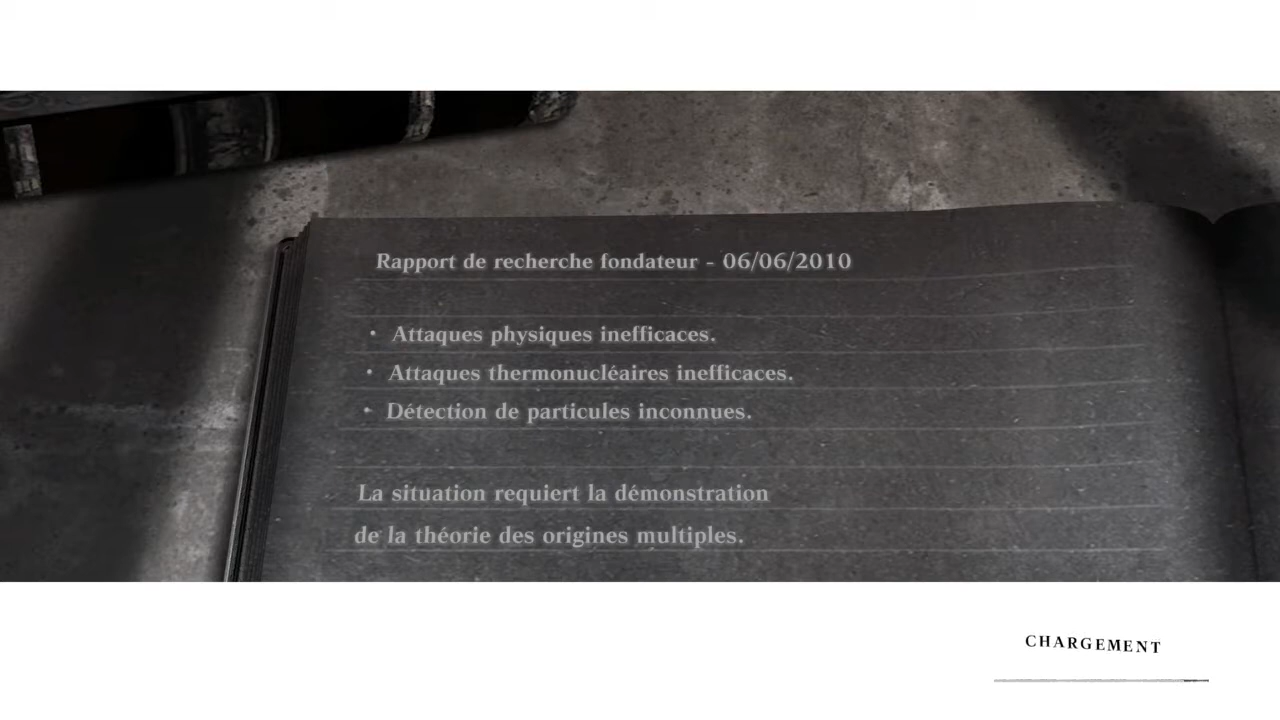 Rapport de recherche fondateur - 06/06/2010
• Attaques physiques inefficaces.
• Attaques thermonucléaires inefficaces.
• Détection de particules inconnues.
La situation requiert la démonstration
de la théorie des origines multiples.
CHARGEMENT